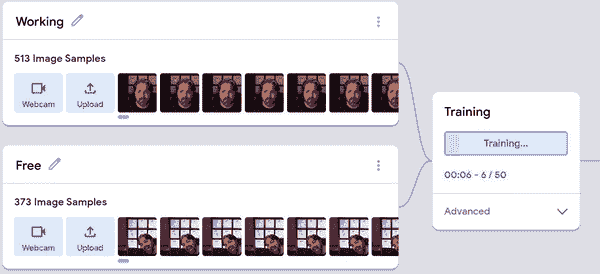 Working
513 Image Samples
Webcam
Upload
Free
373 Image Samples
Webcam
Upload
Training
Training...
00:06 - 6 / 50
Advanced